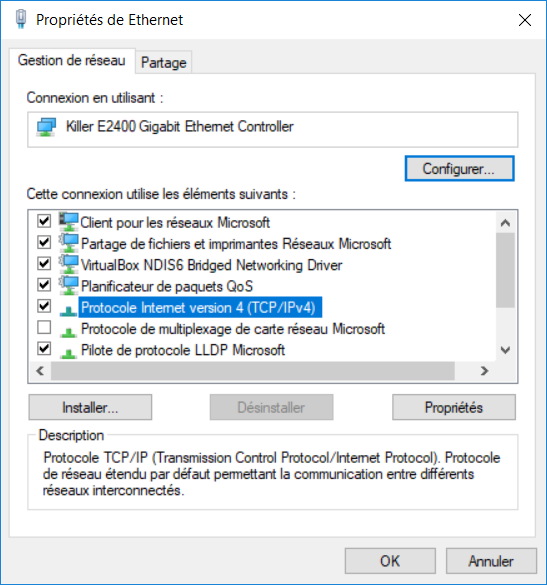 Propriétés de Ethernet
Gestion de réseau
Partage
Connexion en utilisant :
Killer E2400 Gigabit Ethernet Controller
Configurer...
Cette connexion utilise les éléments suivants :
Client pour les réseaux Microsoft
Partage de fichiers et imprimantes Réseaux Microsoft
VirtualBox NDIS6 Bridged Networking Driver
Planificateur de paquets QoS
Protocole Internet version 4 (TCP/IPv4)
Protocole de multiplexage de carte réseau Microsoft
Pilote de protocole LLDP Microsoft
Installer...
Désinstaller
Propriétés
Description
Protocole TCP/IP (Transmission Control Protocol/Internet Protocol). Protocole
de réseau étendu par défaut permettant la communication entre différents
réseaux interconnectés.
OK
Annuler